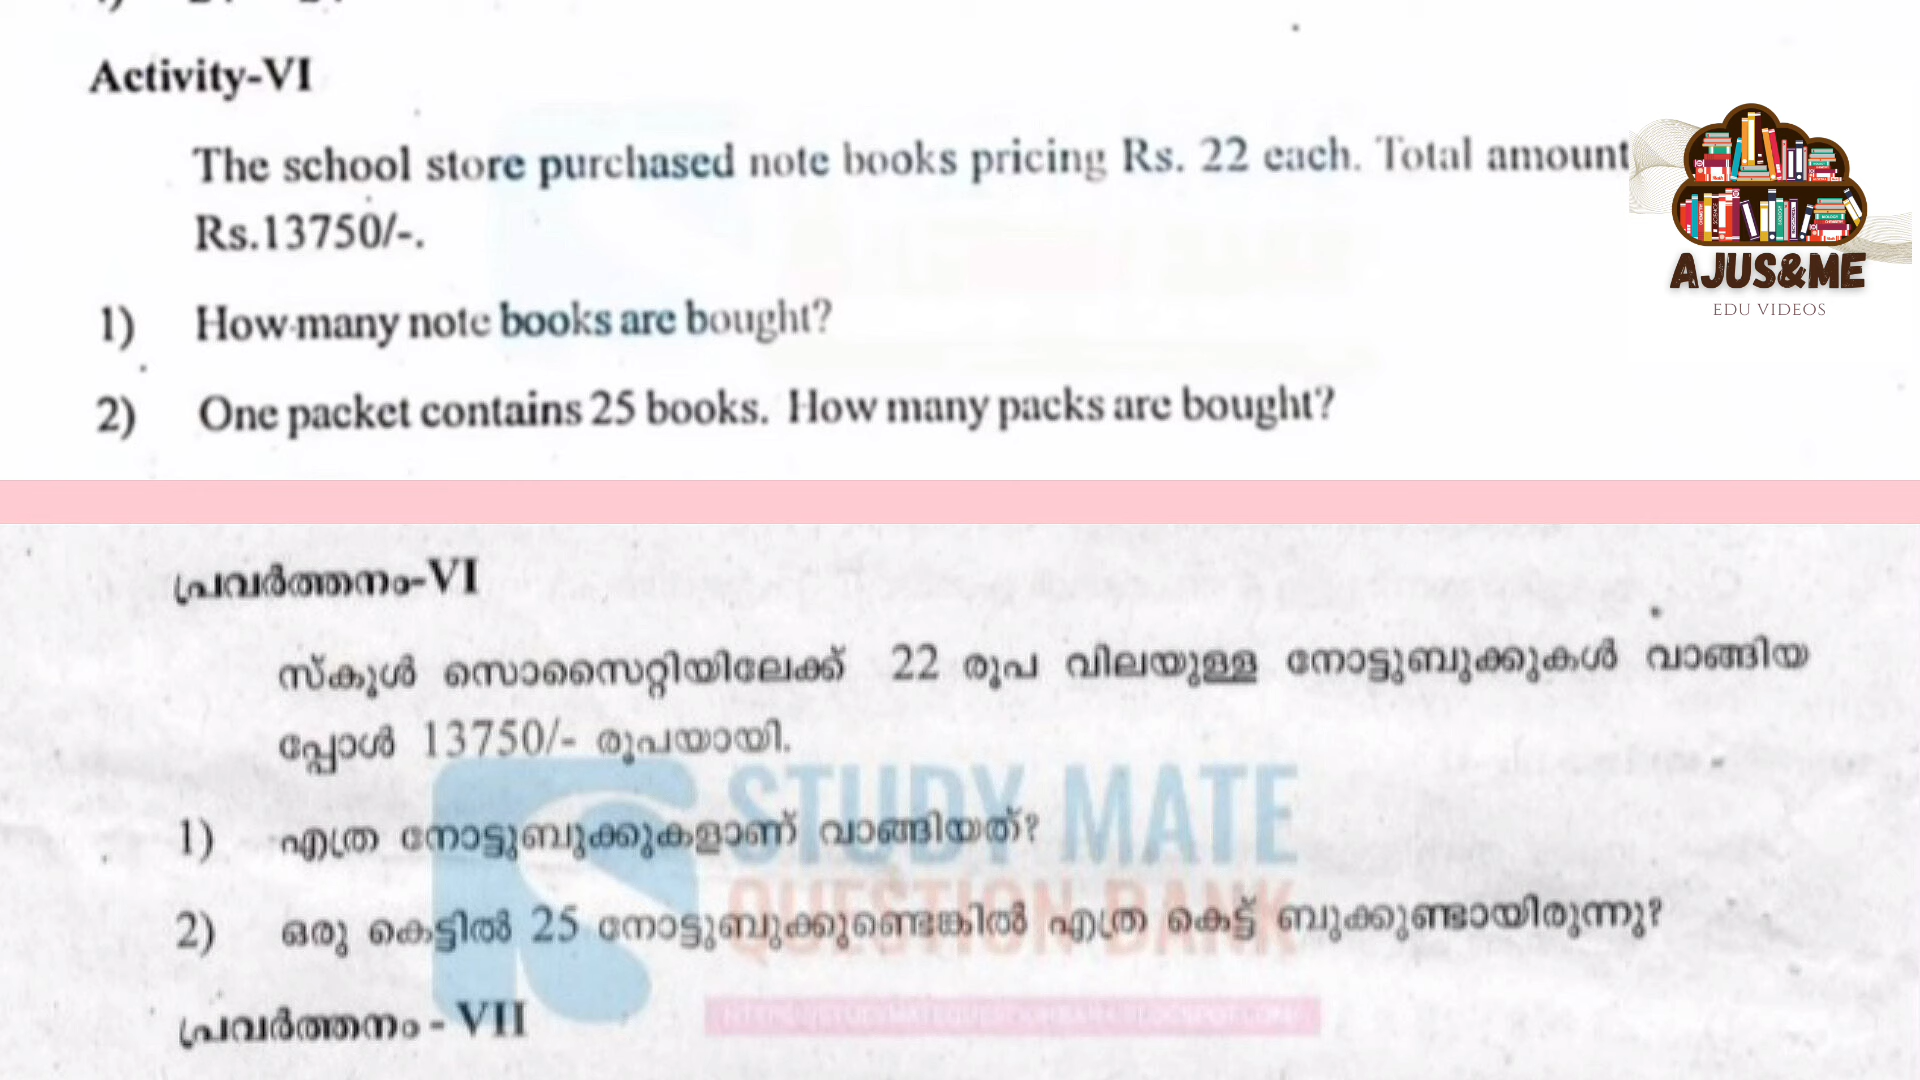 Activity-VI
The school store purchased note books pricing Rs. 22 each. Total amount
Rs.13750/-.
1) How many note books are bought?
2) One packet contains 25 books. How many packs are bought?
AJUS&ME
EDU VIDEOS
പ്രവർത്തനം-VI
സ്കൂൾ സൊസൈറ്റിയിലേക്ക് 22 രൂപ വിലയുള്ള നോട്ടുബുക്കുകൾ വാങ്ങിയ
പ്പോൾ 13750/- രൂപയായി.
1) എത്ര നോട്ടുബുക്കുകളാണ് വാങ്ങിയത്?
2) ഒരു കെട്ടിൽ 25 നോട്ടുബുക്കുണ്ടെങ്കിൽ എത്ര കെട്ട് ബുക്കുണ്ടായിരുന്നു?
STUDY MATE
QUESTION BANK
പ്രവർത്തനം - VII